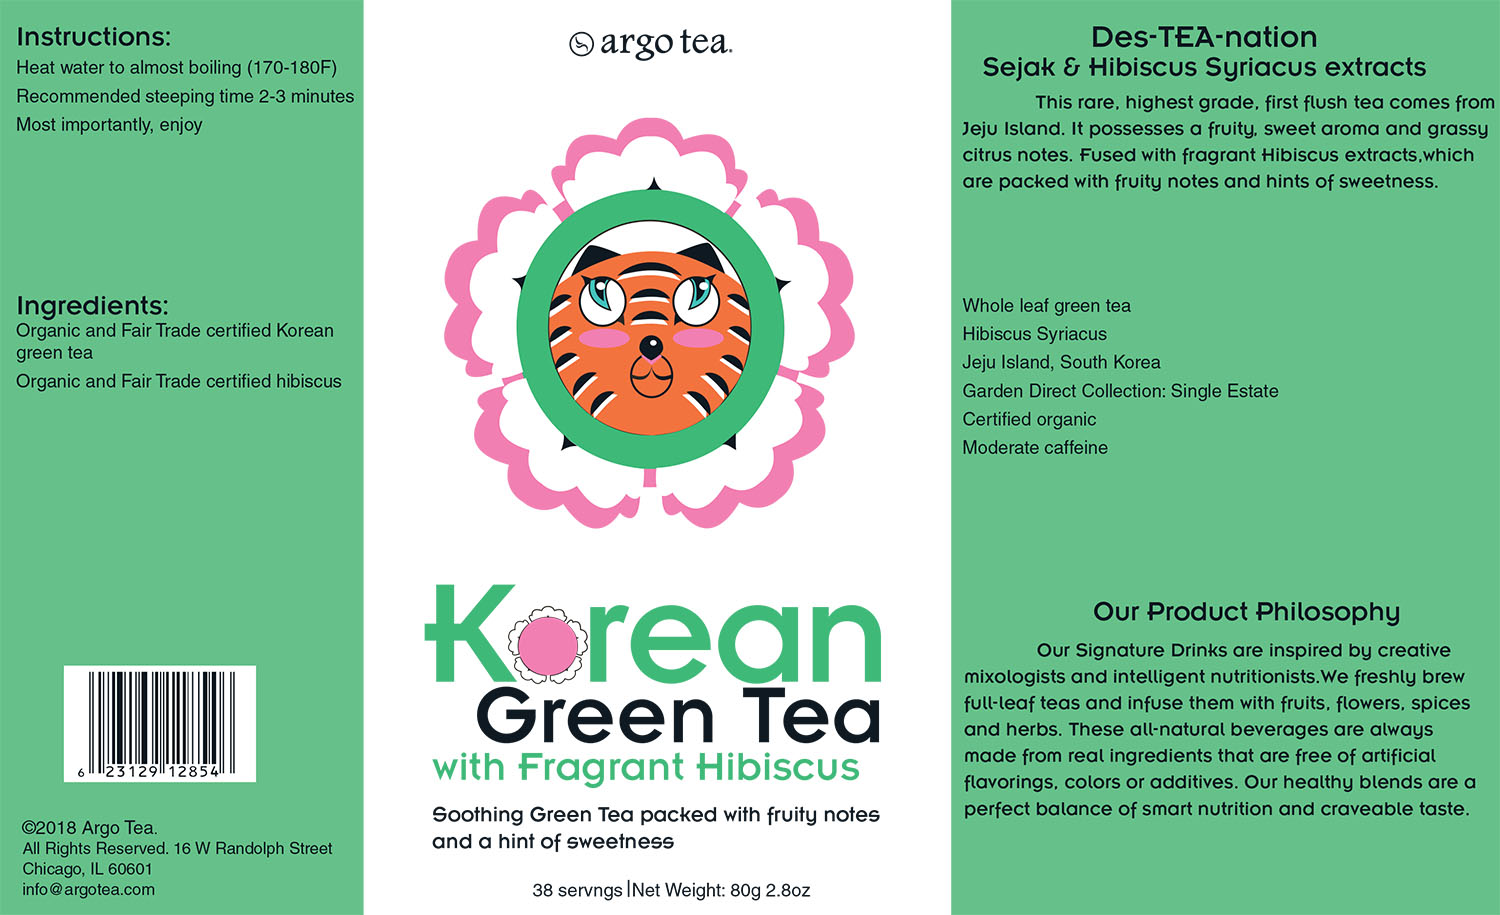 Instructions:
Heat water to almost boiling (170-180F)
Recommended steeping time 2-3 minutes
Most importantly, enjoy
Ingredients:
Organic and Fair Trade certified Korean
green tea
Organic and Fair Trade certified hibiscus
6 23129 12854
©2018 Argo Tea.
All Rights Reserved. 16 W Randolph Street
Chicago, IL 60601
info@argotea.com
argo tea.
Korean
Green Tea
with Fragrant Hibiscus
Soothing Green Tea packed with fruity notes
and a hint of sweetness
38 servngs|Net Weight: 80g 2.8oz
Des-TEA-nation
Sejak & Hibiscus Syriacus extracts
This rare, highest grade, first flush tea comes from
Jeju Island. It possesses a fruity, sweet aroma and grassy
citrus notes. Fused with fragrant Hibiscus extracts,which
are packed with fruity notes and hints of sweetness.
Whole leaf green tea
Hibiscus Syriacus
Jeju Island, South Korea
Garden Direct Collection: Single Estate
Certified organic
Moderate caffeine
Our Product Philosophy
Our Signature Drinks are inspired by creative
mixologists and intelligent nutritionists.We freshly brew
full-leaf teas and infuse them with fruits, flowers, spices
and herbs. These all-natural beverages are always
made from real ingredients that are free of artificial
flavorings, colors or additives. Our healthy blends are a
perfect balance of smart nutrition and craveable taste.